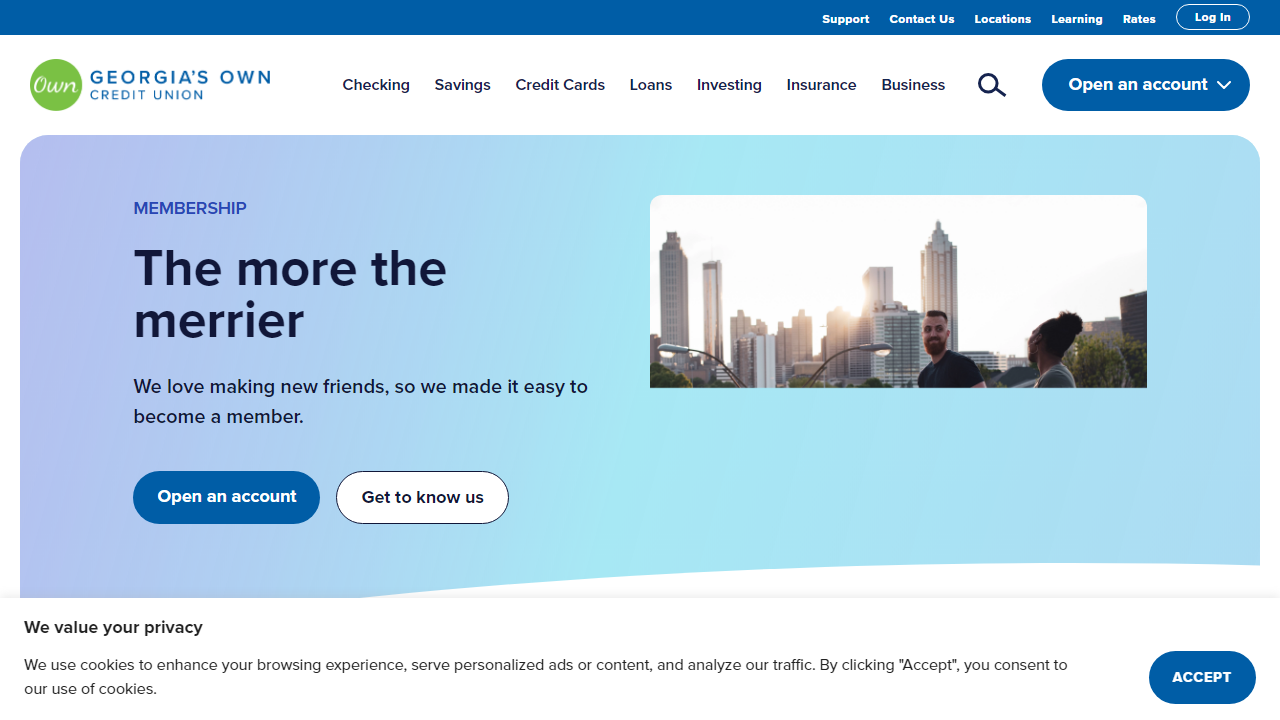 Support Contact Us Locations Learning Rates Log In
Own GEORGIA'S OWN
CREDIT UNION
Checking Savings Credit Cards Loans Investing Insurance Business Open an account
MEMBERSHIP
The more the
merrier
We love making new friends, so we made it easy to
become a member.
Open an account Get to know us
We value your privacy
We use cookies to enhance your browsing experience, serve personalized ads or content, and analyze our traffic. By clicking "Accept", you consent to
our use of cookies.
ACCEPT